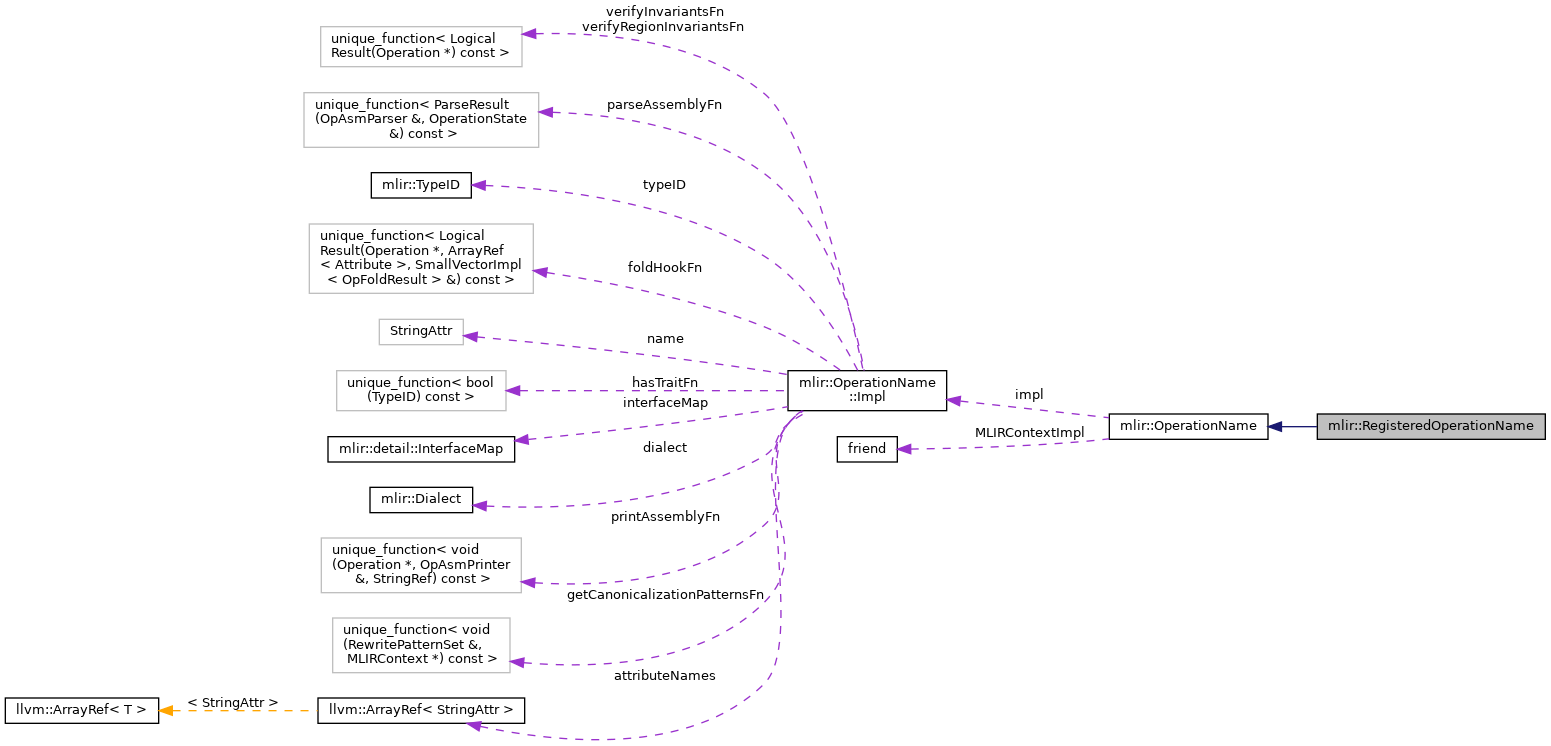 verifyInvariantsFn
verifyRegionInvariantsFn
unique_function< Logical
Result(Operation *) const >
parseAssemblyFn
unique_function< ParseResult
(OpAsmParser &, OperationState
&) const >
typeID
mlir::TypeID
unique_function< Logical
Result(Operation *, ArrayRef
< Attribute >, SmallVectorImpl
< OpFoldResult > &) const >
foldHookFn
StringAttr
name
unique_function< bool
(TypeID) const >
hasTraitFn
interfaceMap
mlir::OperationName
::Impl
impl
MLIRContextImpl
mlir::OperationName
mlir::RegisteredOperationName
friend
mlir::detail::InterfaceMap
dialect
mlir::Dialect
printAssemblyFn
unique_function< void
(Operation *, OpAsmPrinter
&, StringRef) const >
getCanonicalizationPatternsFn
unique_function< void
(RewritePatternSet &,
MLIRContext *) const >
attributeNames
llvm::ArrayRef< T >
< StringAttr >
llvm::ArrayRef< StringAttr >